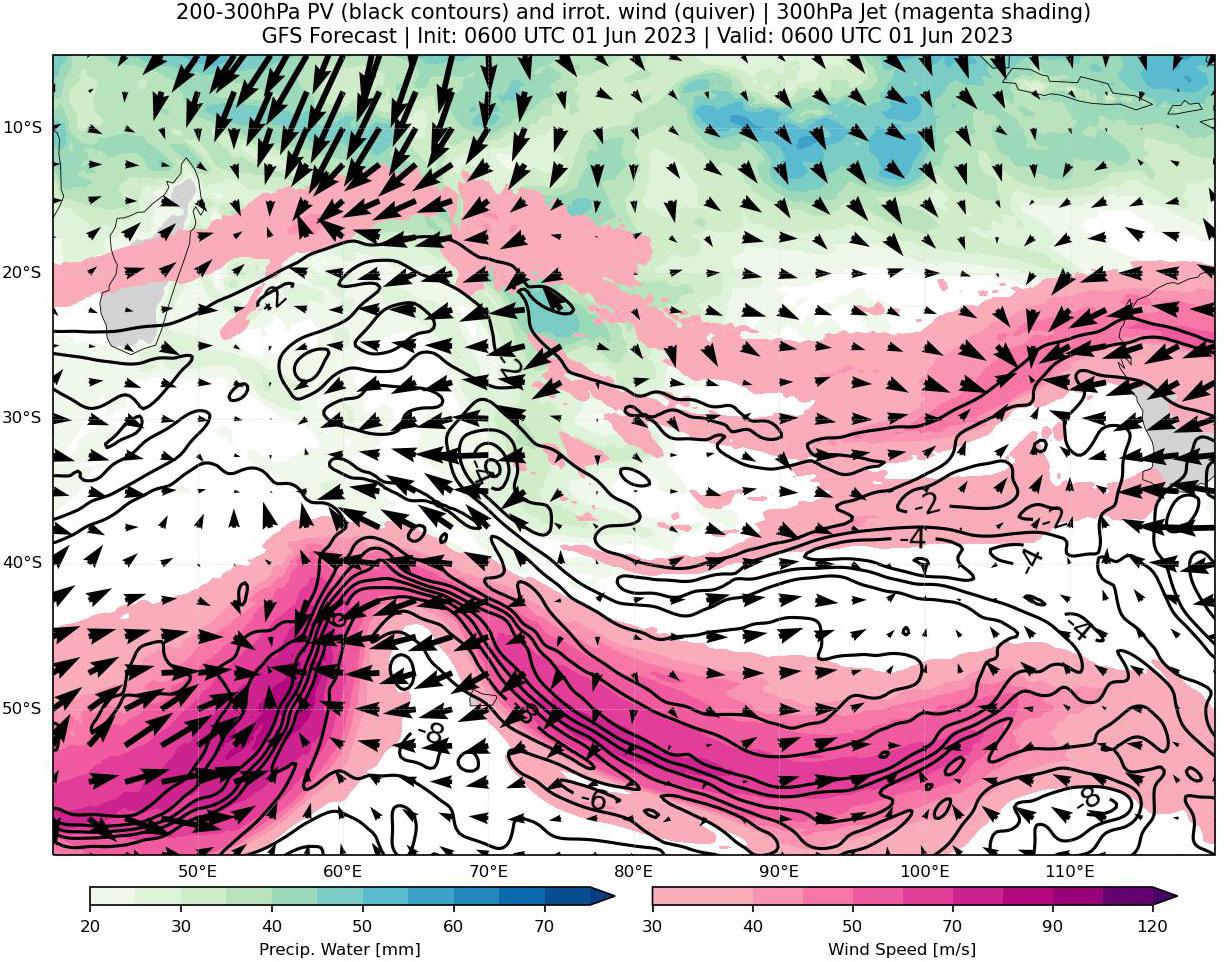 200-300hPa PV (black contours) and irrot. wind (quiver) | 300hPa Jet (magenta shading)
GFS Forecast | Init: 0600 UTC 01 Jun 2023 | Valid: 0600 UTC 01 Jun 2023
10°S
20°S
-2
-2
30°S
-4
-2
-2
-4
40°S
-4
-4
50°S
-8
-6
-8
50°E 60°E 70°E 80°E 90°E 100°E 110°E
20 30 40 50 60 70
30 40 50 70 90 120
Precip. Water [mm]
Wind Speed [m/s]